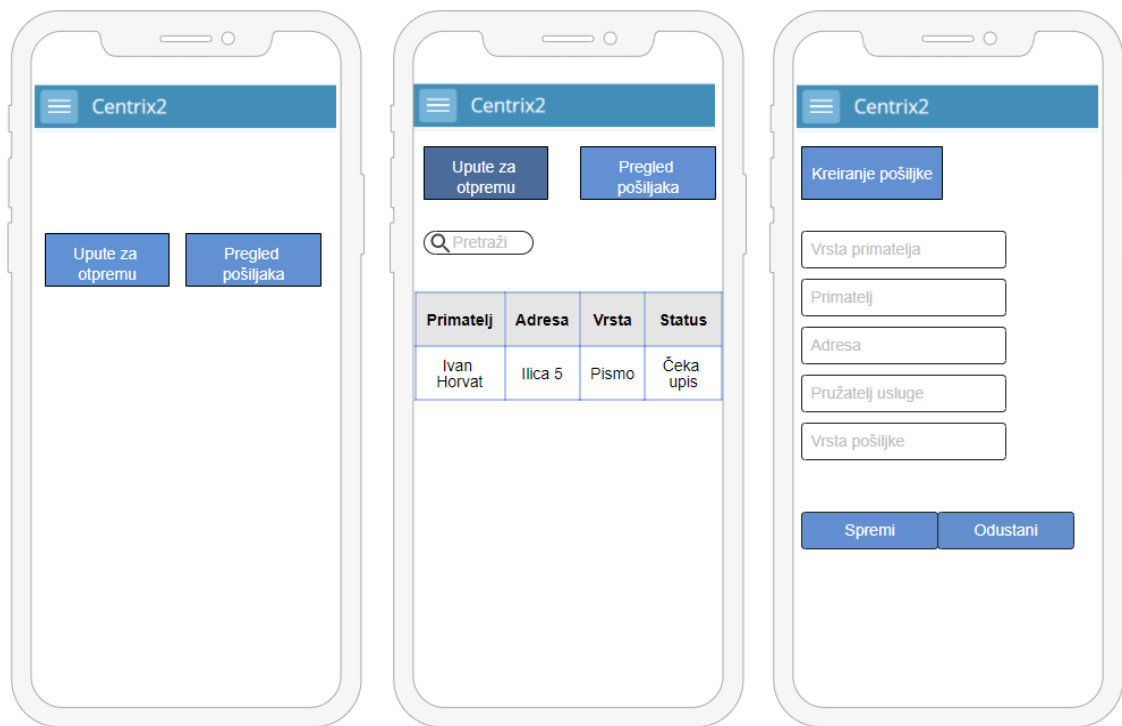 Centrix2
Upute za
otpremu
Pregled
pošiljaka
Centrix2
Upute za
otpremu
Pregled
pošiljaka
Pretraži
Primatelj Adresa Vrsta Status
Ivan
Horvat
Ilica 5
Pismo
Čeka
upis
Centrix2
Kreiranje pošiljke
Vrsta primatelja
Primatelj
Adresa
Pružatelj usluge
Vrsta pošiljke
Spremi Odustani